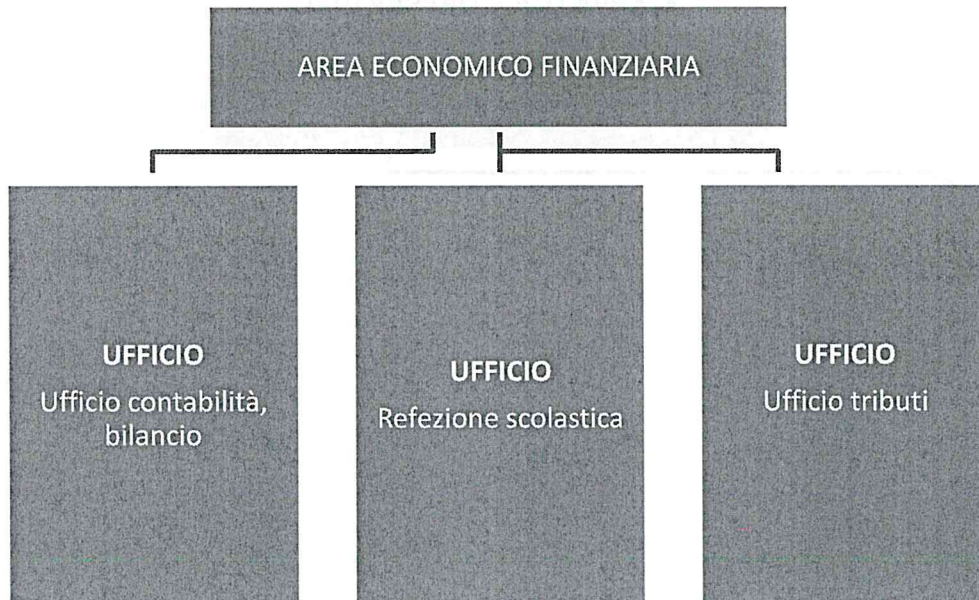 AREA ECONOMICO FINANZIARIA
UFFICIO
Ufficio contabilità,
bilancio
UFFICIO
Refezione scolastica
UFFICIO
Ufficio tributi